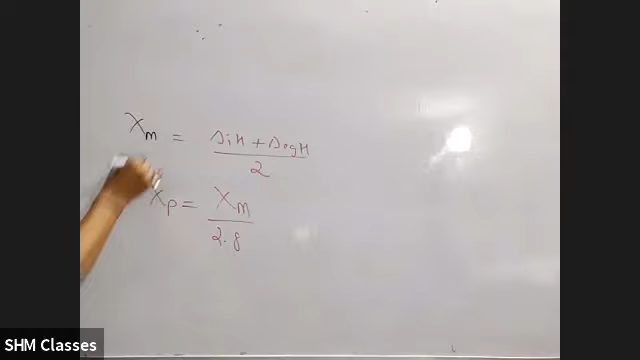 Xm = ΔiH + ΔegH / 2
Xp = XM / 2.8
SHM Classes